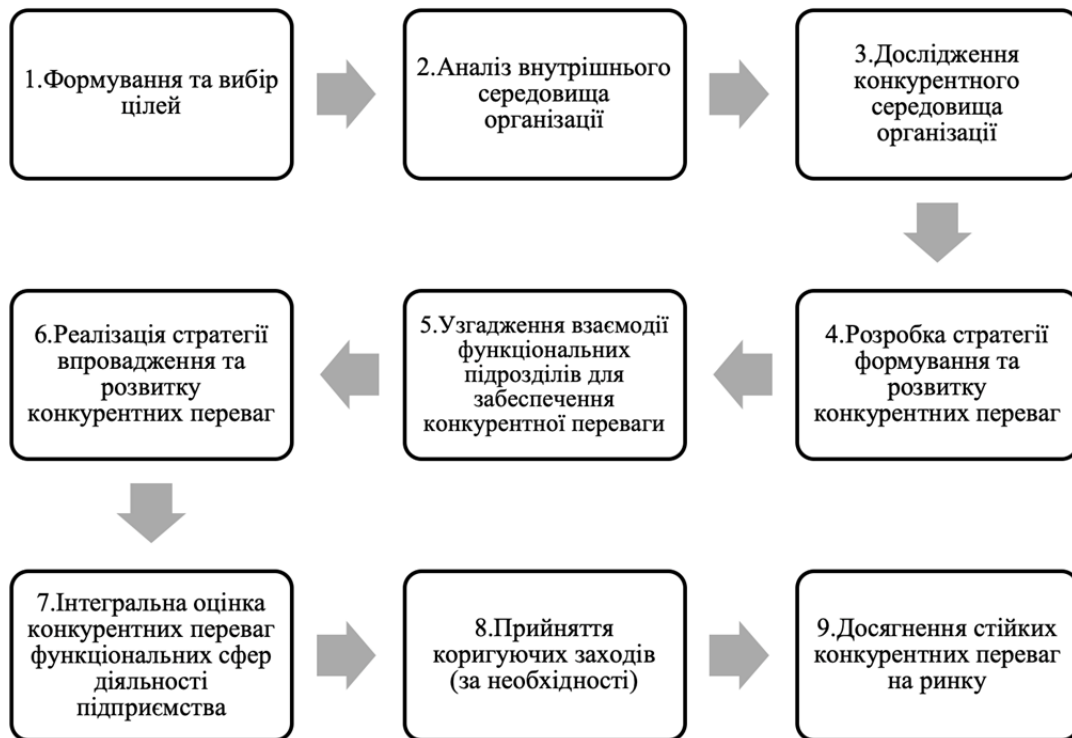 1.Формування та вибір
цілей
2.Аналіз внутрішнього
середовища
організації
3.Дослідження
конкурентного
середовища
організації
4.Розробка стратегії
формування та
розвитку
конкурентних переваг
5.Узгадження взаємодії
функціональних
підрозділів для
забеспечення
конкурентної переваги
6.Реалізація стратегії
впровадження та
розвитку
конкурентних переваг
7.Інтегральна оцінка
конкурентних переваг
функціональних сфер
діяльності
підприємства
8.Прийняття
коригуючих заходів
(за необхідності)
9.Досягнення стійких
конкурентних переваг
на ринку